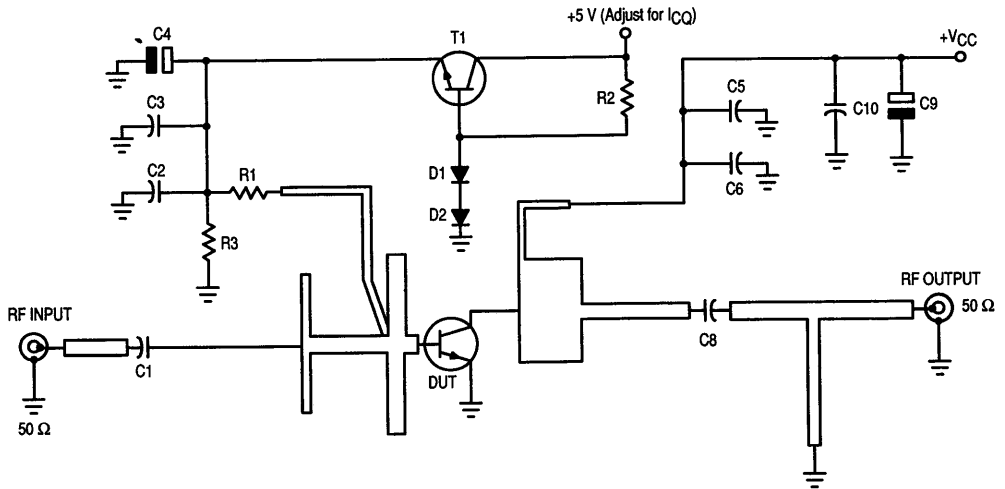 +5 V (Adjust for ICQ)
C4
T1
+VCC
C3
R2
C5
C10
C9
C2
R1
D1
C6
D2
R3
RF INPUT
RF OUTPUT
50 Ω
C1
C8
DUT
50 Ω